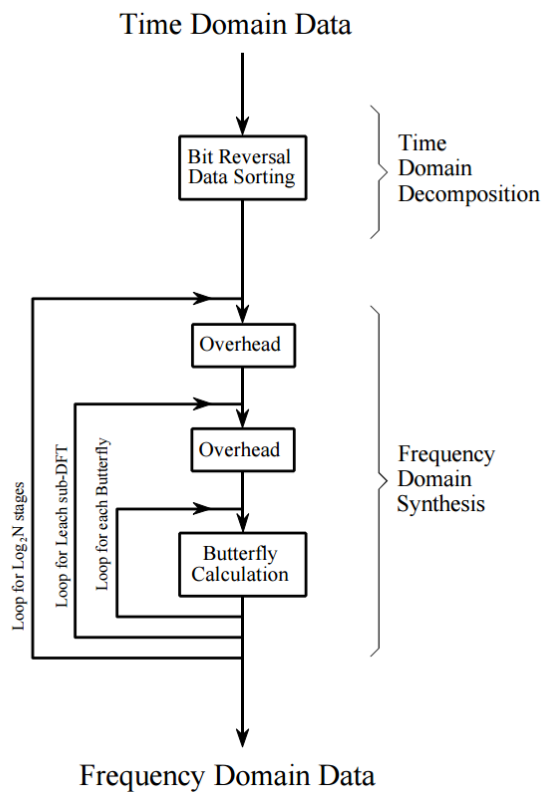 Time Domain Data
Bit Reversal
Data Sorting
Time
Domain
Decomposition
Overhead
Overhead
Butterfly
Calculation
Loop for Log₂N stages
Loop for Leach sub-DFT
Loop for each Butterfly
Frequency
Domain
Synthesis
Frequency Domain Data